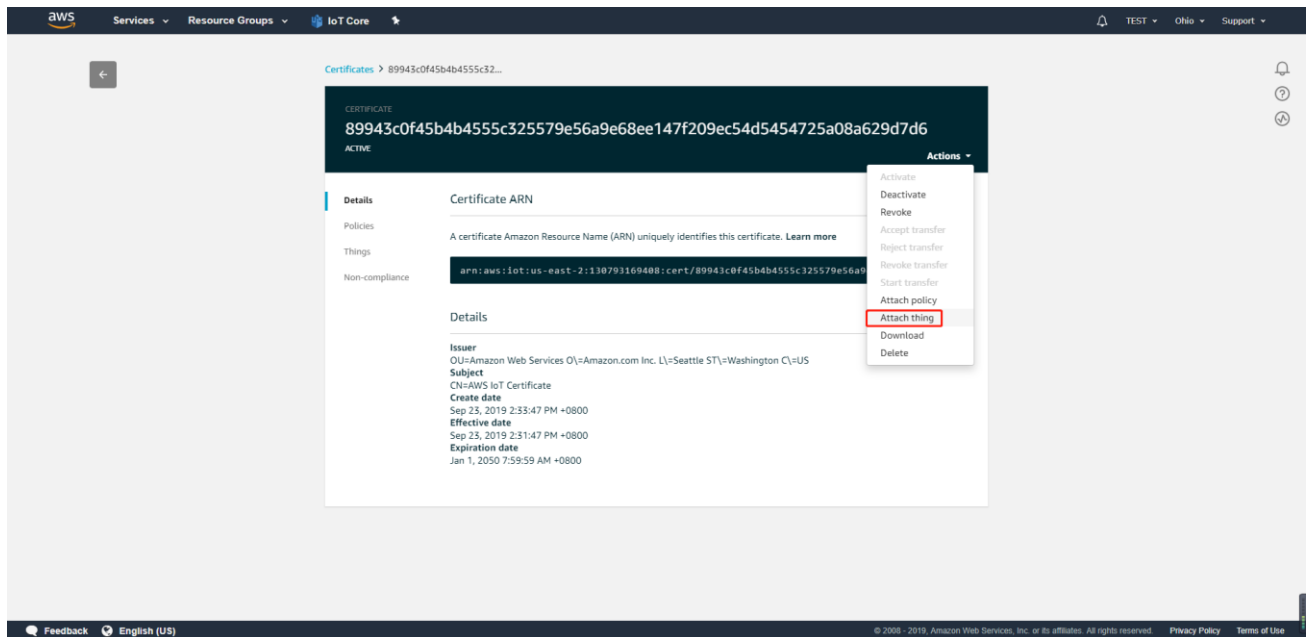 aws Services Resource Groups IoT Core TEST Ohio Support
Certificates > 89943c0f45b4b4555c32...
CERTIFICATE
89943c0f45b4b4555c325579e56a9e68ee147f209ec54d5454725a08a629d7d6
ACTIVE
Actions
Activate
Deactivate
Revoke
Accept transfer
Reject transfer
Revoke transfer
Start transfer
Attach policy
Attach thing
Download
Delete
Details
Policies
Things
Non-compliance
Certificate ARN
A certificate Amazon Resource Name (ARN) uniquely identifies this certificate. Learn more
arn:aws:iot:us-east-2:130793169408:cert/89943c0f45b4b4555c325579e56a9
Details
Issuer
OU=Amazon Web Services O\=Amazon.com Inc. L\=Seattle ST\=Washington C\=US
Subject
CN=AWS IoT Certificate
Create date
Sep 23, 2019 2:33:47 PM +0800
Effective date
Sep 23, 2019 2:31:47 PM +0800
Expiration date
Jan 1, 2050 7:59:59 AM +0800
Feedback English (US) © 2008 - 2019, Amazon Web Services, Inc. or its affiliates. All rights reserved. Privacy Policy Terms of Use